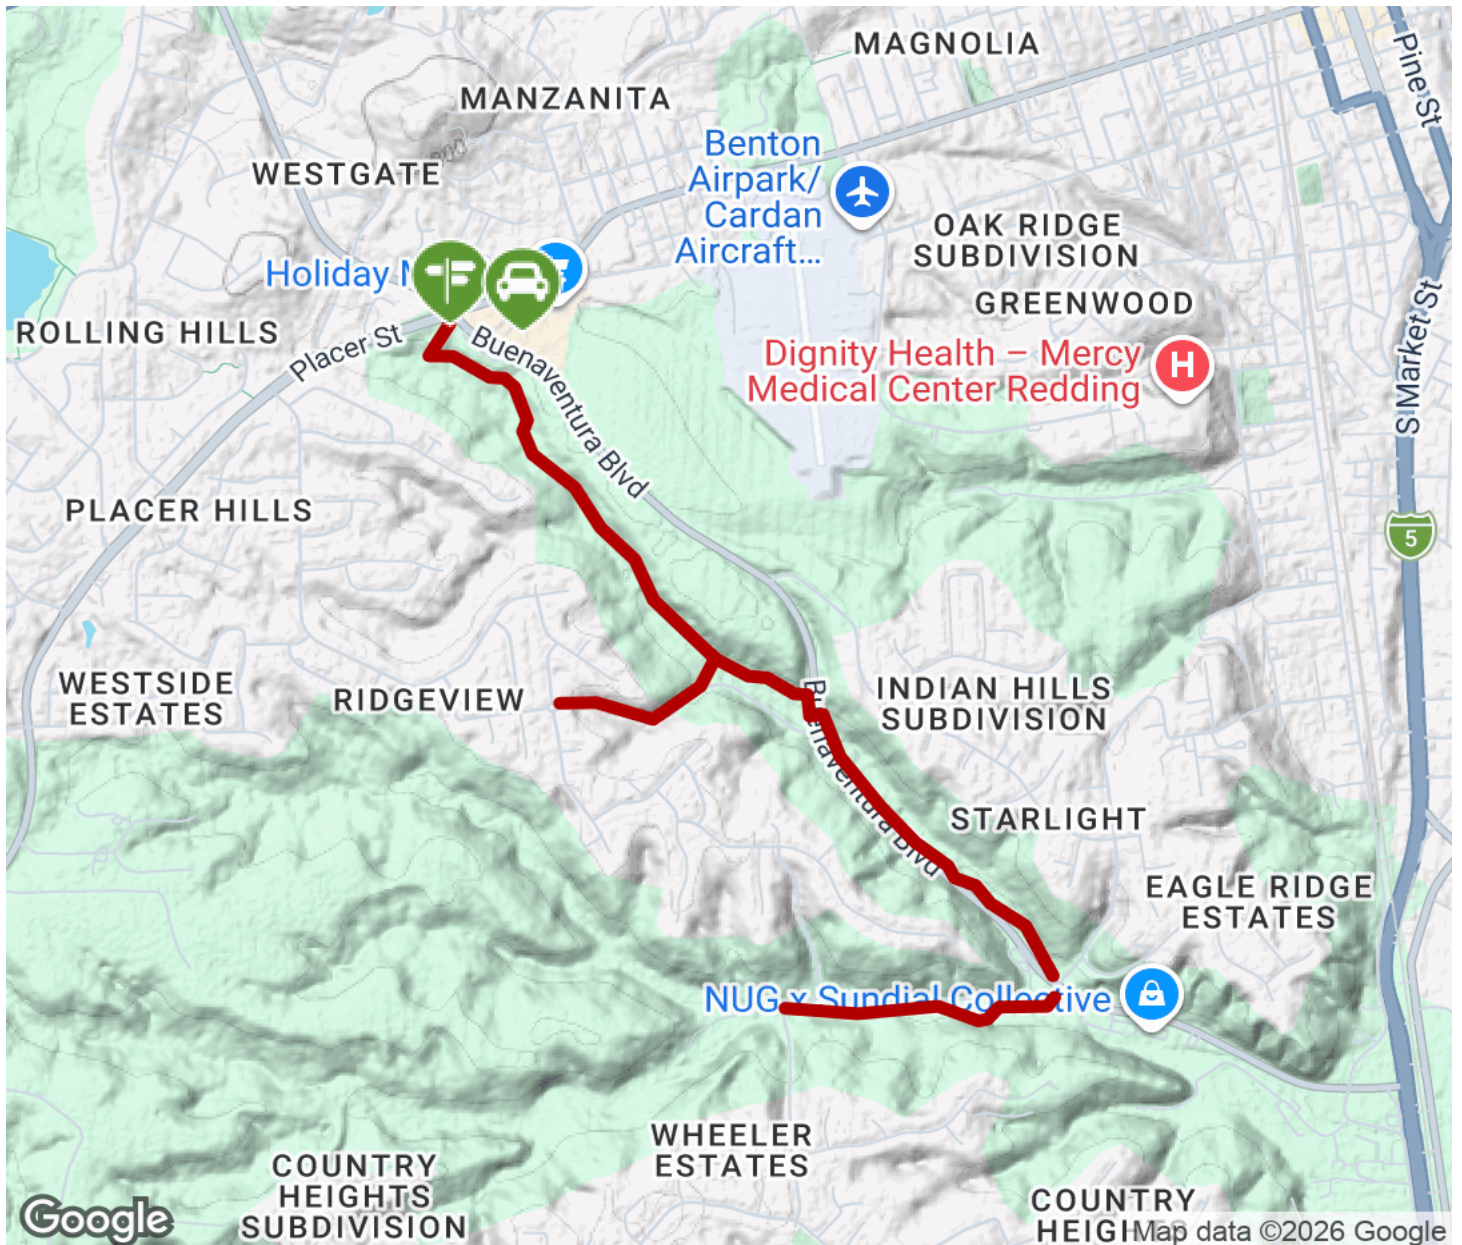 MAGNOLIA
Pine St
MANZANITA
Benton
Airpark/
Cardan
Aircraft...
WESTGATE
OAK RIDGE
SUBDIVISION
Holiday
GREENWOOD
ROLLING HILLS
Placer St
Buenaventura Blvd
Dignity Health – Mercy
Medical Center Redding
H
S Market St
PLACER HILLS
5
WESTSIDE
ESTATES
RIDGEVIEW
INDIAN HILLS
SUBDIVISION
Buenaventura Blvd
STARLIGHT
EAGLE RIDGE
ESTATES
NUG x Sundial Collective
WHEELER
ESTATES
COUNTRY
HEIGHTS
SUBDIVISION
COUNTRY
Google
Map data ©2026 Google